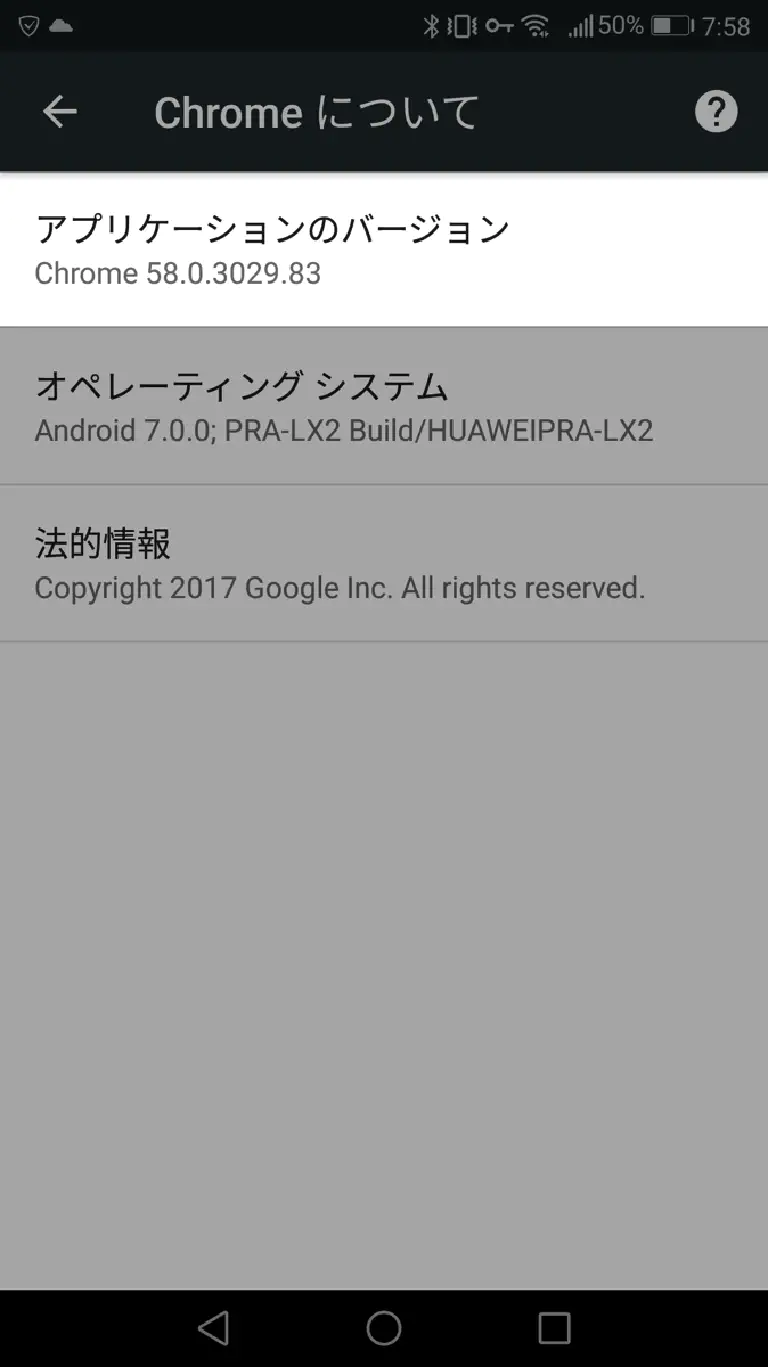 50% 7:58
Chrome について
アプリケーションのバージョン
Chrome 58.0.3029.83
オペレーティング システム
Android 7.0.0; PRA-LX2 Build/HUAWEIPRA-LX2
法的情報
Copyright 2017 Google Inc. All rights reserved.